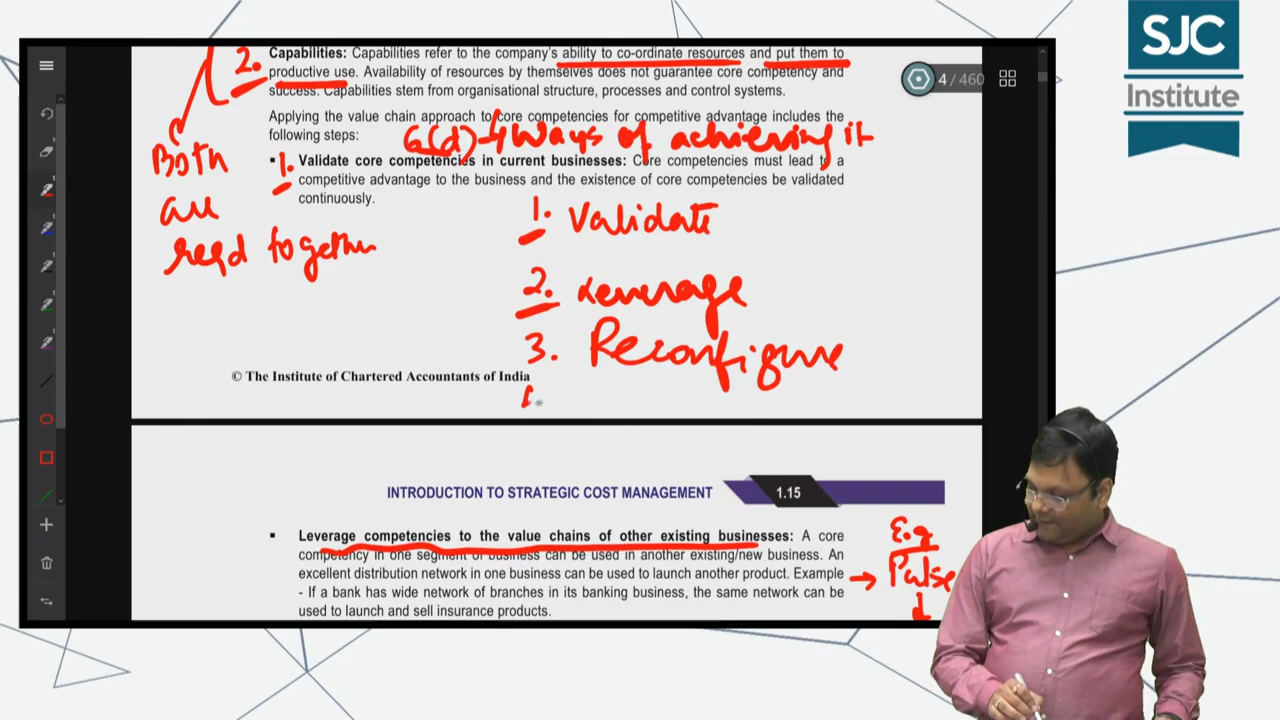 SJC
Institute
4 / 460
2. Capabilities: Capabilities refer to the company's ability to co-ordinate resources and put them to
productive use. Availability of resources by themselves does not guarantee core competency and
success. Capabilities stem from organisational structure, processes and control systems.
Applying the value chain approach to core competencies for competitive advantage includes the
following steps:
6(d) - 4 Ways of achieving it
1. Validate core competencies in current businesses: Core competencies must lead to a
competitive advantage to the business and the existence of core competencies be validated
continuously.
Both
are
read together
1. Validate
2. Leverage
3. Reconfigure
© The Institute of Chartered Accountants of India
INTRODUCTION TO STRATEGIC COST MANAGEMENT 1.15
▪ Leverage competencies to the value chains of other existing businesses: A core
competency in one segment of business can be used in another existing/new business. An
excellent distribution network in one business can be used to launch another product. Example
- If a bank has wide network of branches in its banking business, the same network can be
used to launch and sell insurance products.
E.g
Pulse